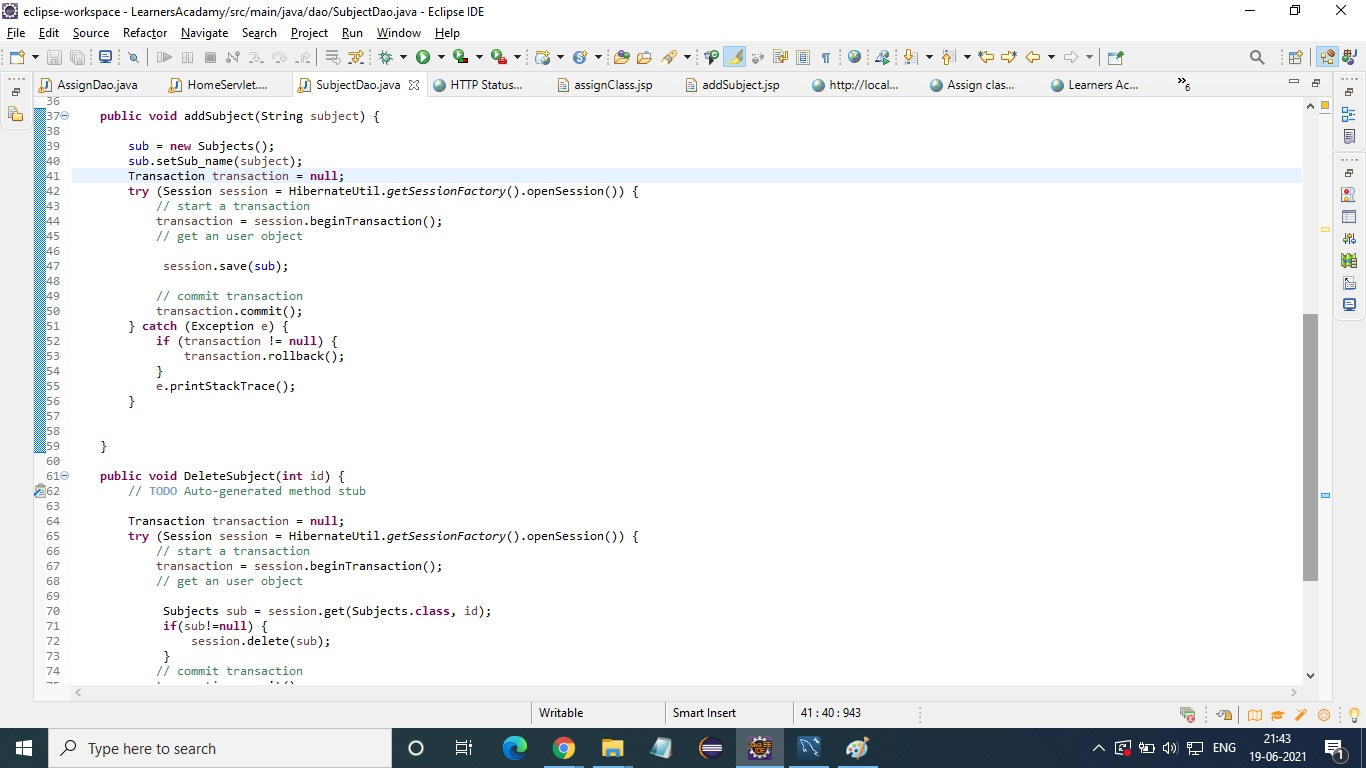 eclipse-workspace - LearnersAcadamy/src/main/java/dao/SubjectDao.java - Eclipse IDE
File Edit Source Refactor Navigate Search Project Run Window Help
AssignDao.java HomeServlet.... SubjectDao.java HTTP Status... assignClass.jsp addSubject.jsp http://local... Assign clas... Learners Ac... »6
36
37 public void addSubject(String subject) {
38
39 sub = new Subjects();
40 sub.setSub_name(subject);
41 Transaction transaction = null;
42 try (Session session = HibernateUtil.getSessionFactory().openSession()) {
43 // start a transaction
44 transaction = session.beginTransaction();
45 // get an user object
46
47 session.save(sub);
48
49 // commit transaction
50 transaction.commit();
51 } catch (Exception e) {
52 if (transaction != null) {
53 transaction.rollback();
54 }
55 e.printStackTrace();
56 }
57
58
59 }
60
61 public void DeleteSubject(int id) {
62 // TODO Auto-generated method stub
63
64 Transaction transaction = null;
65 try (Session session = HibernateUtil.getSessionFactory().openSession()) {
66 // start a transaction
67 transaction = session.beginTransaction();
68 // get an user object
69
70 Subjects sub = session.get(Subjects.class, id);
71 if(sub!=null) {
72 session.delete(sub);
73 }
74 // commit transaction
Writable Smart Insert 41 : 40 : 943
Type here to search ENG 21:43
19-06-2021 1